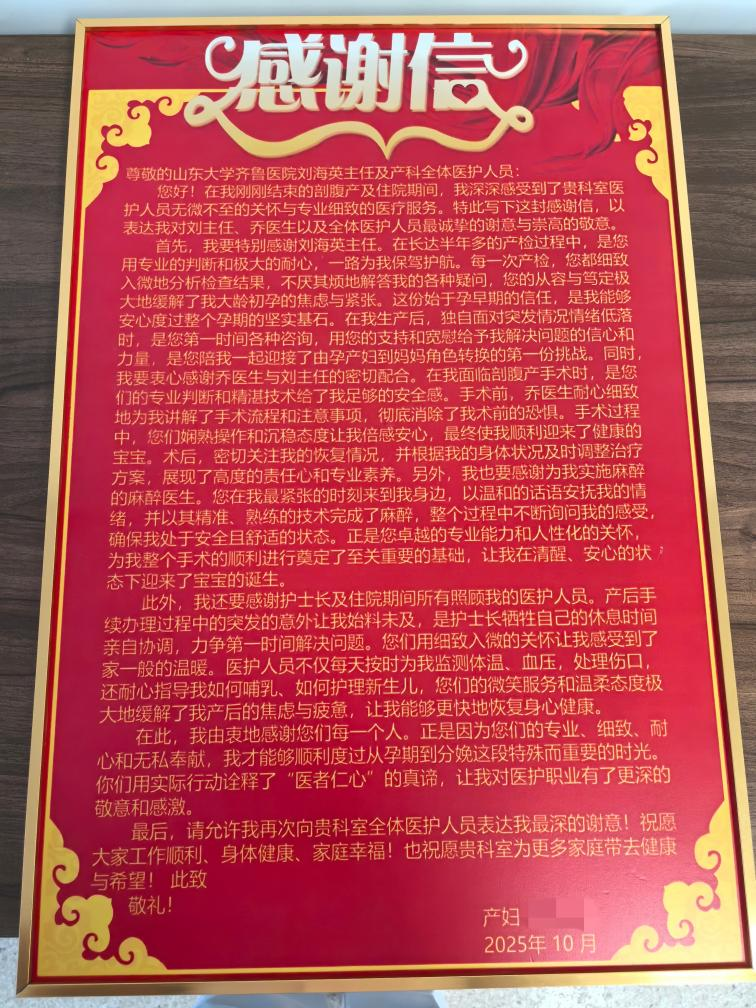 感谢信
尊敬的山东大学齐鲁医院刘海英主任及产科全体医护人员：
您好！在我刚刚结束的剖腹产及住院期间，我深深感受到了贵科室医
护人员无微不至的关怀与专业细致的医疗服务。特此写下这封感谢信，以
表达我对刘主任、乔医生以及全体医护人员最诚挚的谢意与崇高的敬意。
首先，我要特别感谢刘海英主任。在长达半年多的产检过程中，是您
用专业的判断和极大的耐心，一路为我保驾护航。每一次产检，您都细致
入微地分析检查结果，不厌其烦地解答我的各种疑问，您的从容与笃定极
大地缓解了我大龄初孕的焦虑与紧张。这份始于孕早期的信任，是我能够
安心度过整个孕期的坚实基石。在我生产后，独自面对突发情况情绪低落
时，是您第一时间各种咨询，用您的支持和宽慰给予我解决问题的信心和
力量，是您陪我一起迎接了由孕产妇到妈妈角色转换的第一份挑战。同时，
我要衷心感谢乔医生与刘主任的密切配合。在我面临剖腹产手术时，是您
们的专业判断和精湛技术给了我足够的安全感。手术前，乔医生耐心细致
地为我讲解了手术流程和注意事项，彻底消除了我术前的恐惧。手术过程
中，您们娴熟操作和沉稳态度让我倍感安心，最终使我顺利迎来了健康的
宝宝。术后，密切关注我的恢复情况，并根据我的身体状况及时调整治疗
方案，展现了高度的责任心和专业素养。另外，我也要感谢为我实施麻醉
的麻醉医生。您在我最紧张的时刻来到我身边，以温和的话语安抚我的情
绪，并以其精准、熟练的技术完成了麻醉，整个过程中不断询问我的感受，
确保我处于安全且舒适的状态。正是您卓越的专业能力和人性化的关怀，
为我整个手术的顺利进行奠定了至关重要的基础，让我在清醒、安心的状
态下迎来了宝宝的诞生。
此外，我还要感谢护士长及住院期间所有照顾我的医护人员。产后手
续办理过程中的突发的意外让我始料未及，是护士长牺牲自己的休息时间
亲自协调，力争第一时间解决问题。您们用细致入微的关怀让我感受到了
家一般的温暖。医护人员不仅每天按时为我监测体温、血压，处理伤口，
还耐心指导我如何哺乳、如何护理新生儿，您们的微笑服务和温柔态度极
大地缓解了我产后的焦虑与疲惫，让我能够更快地恢复身心健康。
在此，我由衷地感谢您们每一个人。正是因为您们的专业、细致、耐
心和无私奉献，我才能够顺利度过从孕期到分娩这段特殊而重要的时光。
你们用实际行动诠释了“医者仁心”的真谛，让我对医护职业有了更深的
敬意和感激。
最后，请允许我再次向贵科室全体医护人员表达我最深的谢意！祝愿
大家工作顺利、身体健康、家庭幸福！也祝愿贵科室为更多家庭带去健康
与希望！ 此致
敬礼！
产妇
2025年 10 月